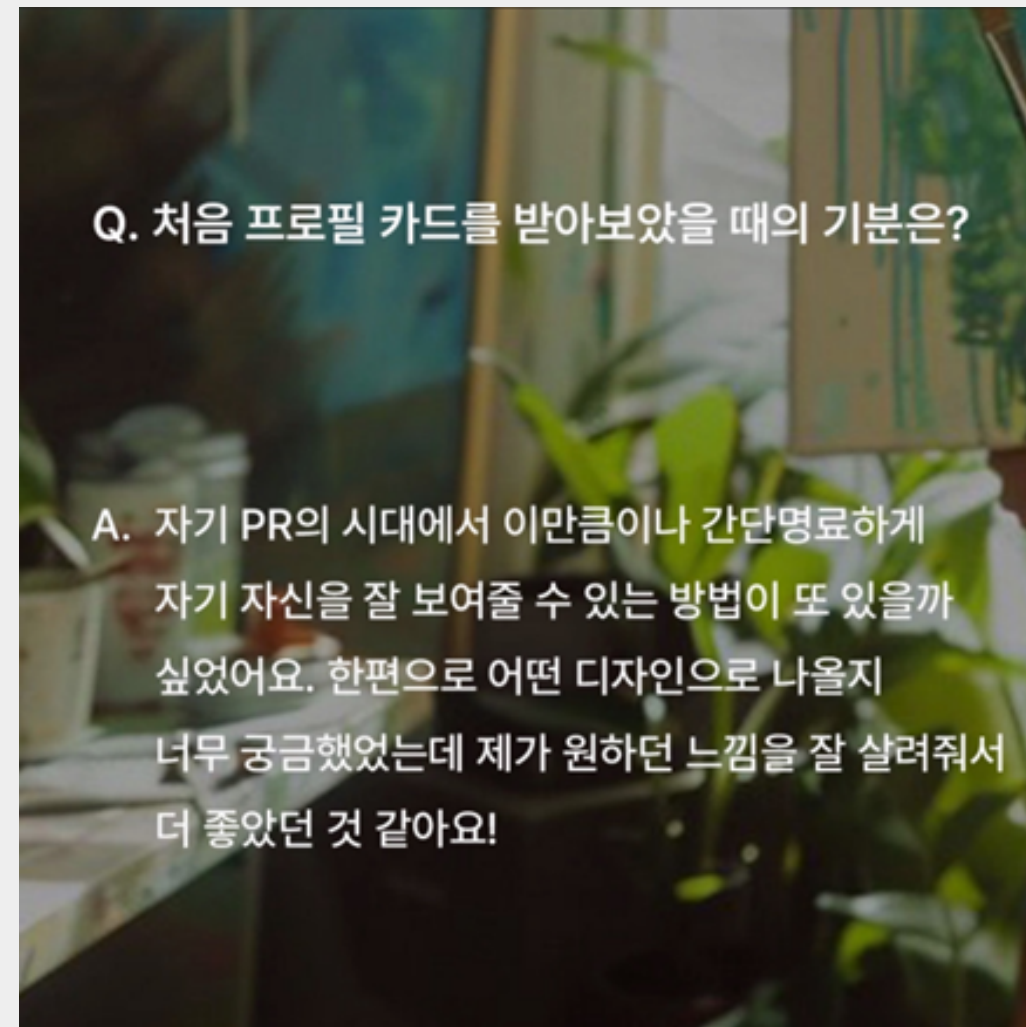 Q. 처음 프로필 카드를 받아보았을 때의 기분은?
A. 자기 PR의 시대에서 이만큼이나 간단명료하게
자기 자신을 잘 보여줄 수 있는 방법이 또 있을까
싶었어요. 한편으로 어떤 디자인으로 나올지
너무 궁금했었는데 제가 원하던 느낌을 잘 살려줘서
더 좋았던 것 같아요!